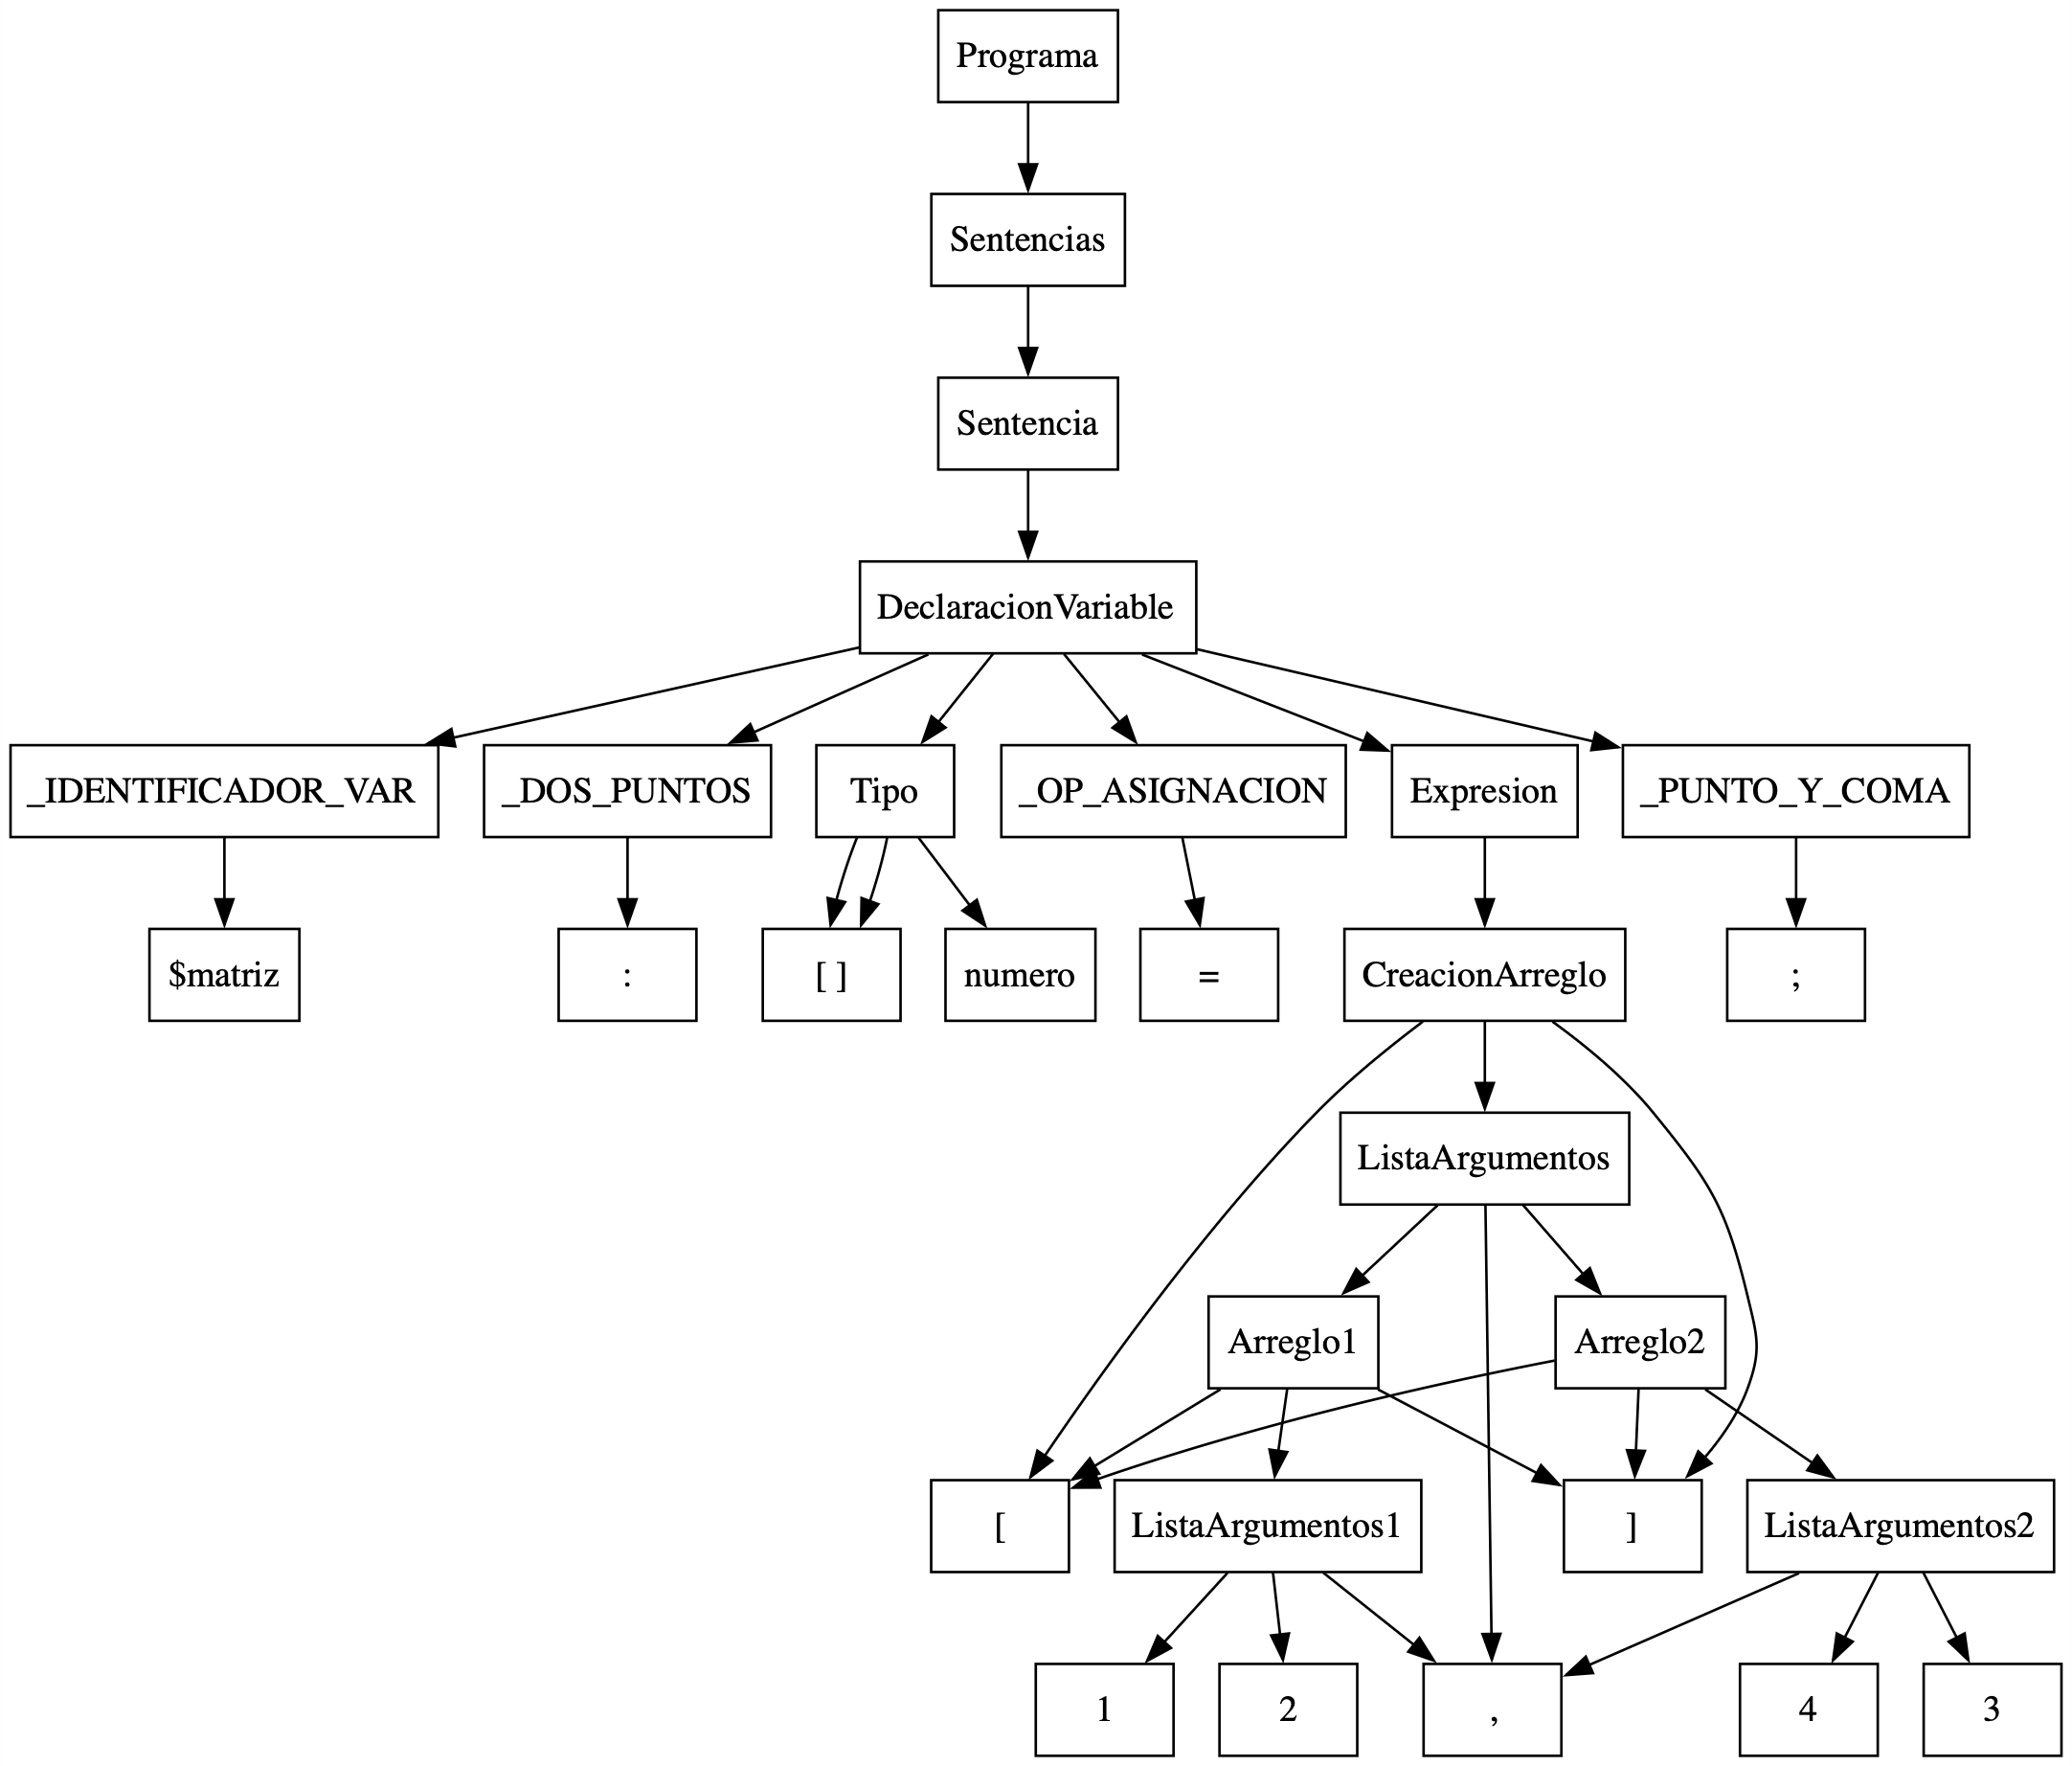 Programa
Sentencias
Sentencia
DeclaracionVariable
_IDENTIFICADOR_VAR
_DOS_PUNTOS
Tipo
_OP_ASIGNACION
Expresion
_PUNTO_Y_COMA
$matriz
:
[ ]
numero
=
CreacionArreglo
;
ListaArgumentos
Arreglo1
Arreglo2
[
ListaArgumentos1
]
ListaArgumentos2
1
2
,
4
3